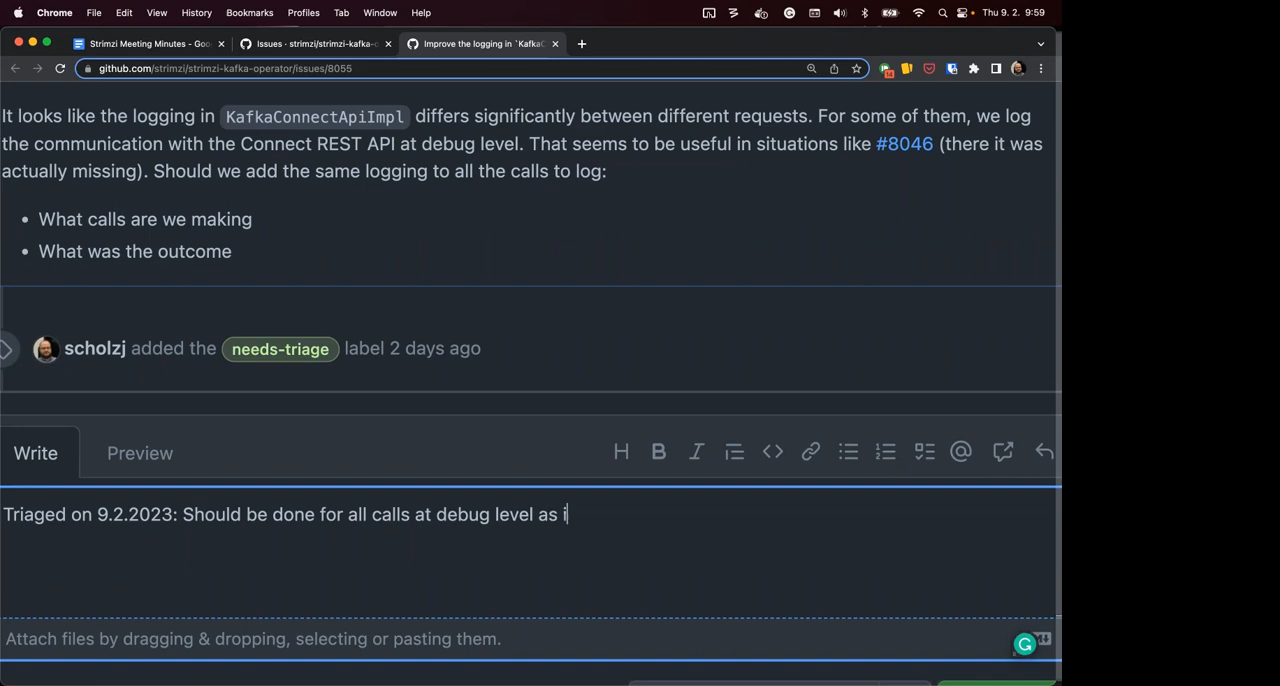 Chrome File Edit View History Bookmarks Profiles Tab Window Help Thu 9. 2. 9:59
Strimzi Meeting Minutes - Goo Issues · strimzi/strimzi-kafka-o Improve the logging in `KafkaC
github.com/strimzi/strimzi-kafka-operator/issues/8055 14
It looks like the logging in KafkaConnectApiImpl differs significantly between different requests. For some of them, we log
the communication with the Connect REST API at debug level. That seems to be useful in situations like #8046 (there it was
actually missing). Should we add the same logging to all the calls to log:
• What calls are we making
• What was the outcome
scholzj added the needs-triage label 2 days ago
Write Preview
Triaged on 9.2.2023: Should be done for all calls at debug level as i
Attach files by dragging & dropping, selecting or pasting them.